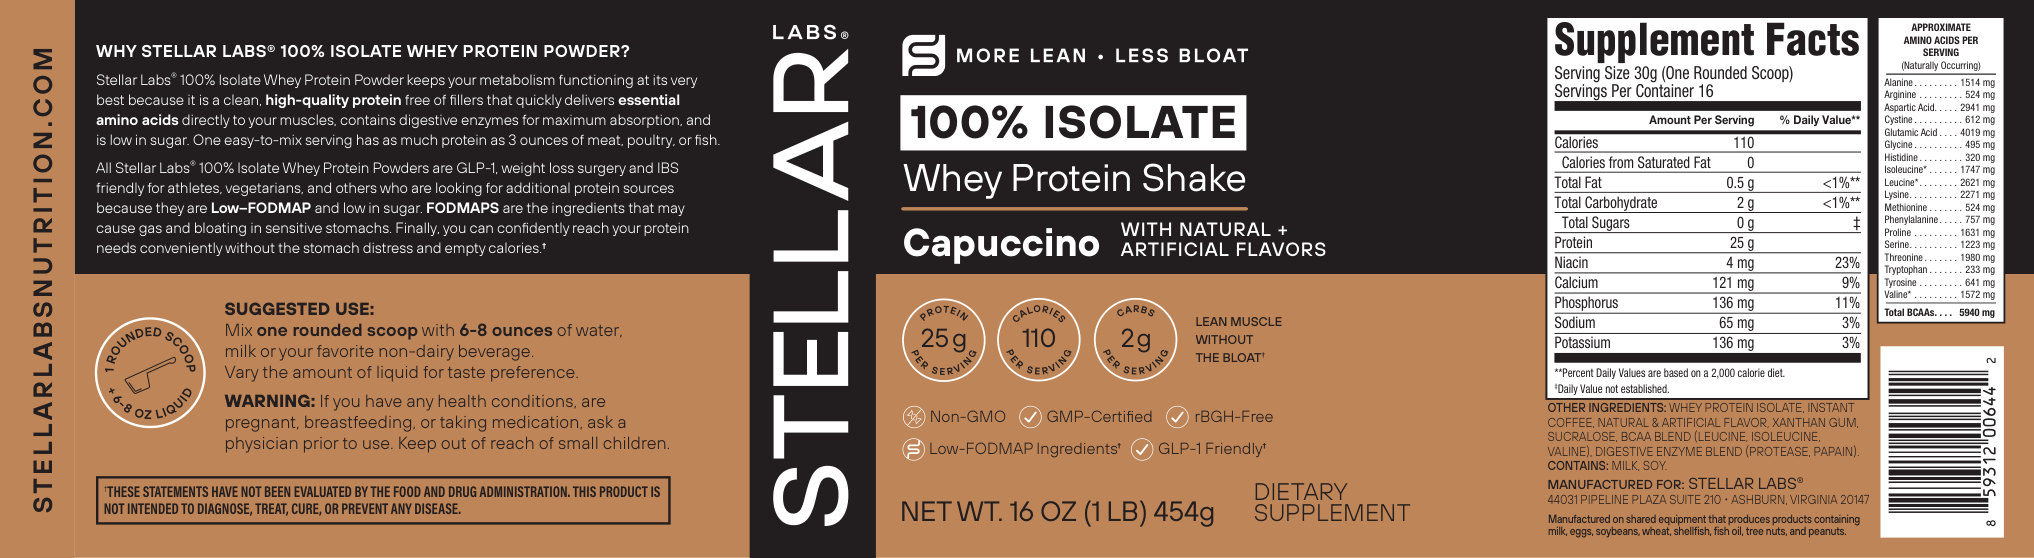 STELLARLABSNUTRITION.COM
WHY STELLAR LABS® 100% ISOLATE WHEY PROTEIN POWDER?
Stellar Labs® 100% Isolate Whey Protein Powder keeps your metabolism functioning at its very
best because it is a clean, high-quality protein free of fillers that quickly delivers essential
amino acids directly to your muscles, contains digestive enzymes for maximum absorption, and
is low in sugar. One easy-to-mix serving has as much protein as 3 ounces of meat, poultry, or fish.
All Stellar Labs® 100% Isolate Whey Protein Powders are GLP-1, weight loss surgery and IBS
friendly for athletes, vegetarians, and others who are looking for additional protein sources
because they are Low–FODMAP and low in sugar. FODMAPS are the ingredients that may
cause gas and bloating in sensitive stomachs. Finally, you can confidently reach your protein
needs conveniently without the stomach distress and empty calories.†
1 ROUNDED SCOOP
+ 6-8 OZ LIQUID
SUGGESTED USE:
Mix one rounded scoop with 6-8 ounces of water,
milk or your favorite non-dairy beverage.
Vary the amount of liquid for taste preference.
WARNING: If you have any health conditions, are
pregnant, breastfeeding, or taking medication, ask a
physician prior to use. Keep out of reach of small children.
†THESE STATEMENTS HAVE NOT BEEN EVALUATED BY THE FOOD AND DRUG ADMINISTRATION. THIS PRODUCT IS
NOT INTENDED TO DIAGNOSE, TREAT, CURE, OR PREVENT ANY DISEASE.
STELLAR
LABS®
MORE LEAN • LESS BLOAT
100% ISOLATE
Whey Protein Shake
Capuccino
WITH NATURAL +
ARTIFICIAL FLAVORS
PROTEIN
25 g
PER SERVING
CALORIES
110
PER SERVING
CARBS
2 g
PER SERVING
LEAN MUSCLE
WITHOUT
THE BLOAT†
Non-GMO
GMP-Certified
rBGH-Free
Low-FODMAP Ingredients†
GLP-1 Friendly†
NET WT. 16 OZ (1 LB) 454g
DIETARY
SUPPLEMENT
Supplement Facts
Serving Size 30g (One Rounded Scoop)
Servings Per Container 16
Amount Per Serving % Daily Value**
Calories 110
Calories from Saturated Fat 0
Total Fat 0.5 g <1%**
Total Carbohydrate 2 g <1%**
Total Sugars 0 g ‡
Protein 25 g
Niacin 4 mg 23%
Calcium 121 mg 9%
Phosphorus 136 mg 11%
Sodium 65 mg 3%
Potassium 136 mg 3%
**Percent Daily Values are based on a 2,000 calorie diet.
‡Daily Value not established.
OTHER INGREDIENTS: WHEY PROTEIN ISOLATE, INSTANT
COFFEE, NATURAL & ARTIFICIAL FLAVOR, XANTHAN GUM,
SUCRALOSE, BCAA BLEND (LEUCINE, ISOLEUCINE,
VALINE), DIGESTIVE ENZYME BLEND (PROTEASE, PAPAIN).
CONTAINS: MILK, SOY.
MANUFACTURED FOR: STELLAR LABS®
44031 PIPELINE PLAZA SUITE 210 • ASHBURN, VIRGINIA 20147
Manufactured on shared equipment that produces products containing
milk, eggs, soybeans, wheat, shellfish, fish oil, tree nuts, and peanuts.
APPROXIMATE
AMINO ACIDS PER
SERVING
(Naturally Occurring)
Alanine . . . . . . . . . 1514 mg
Arginine . . . . . . . . . 524 mg
Aspartic Acid. . . . . 2941 mg
Cystine . . . . . . . . . . 612 mg
Glutamic Acid . . . . 4019 mg
Glycine . . . . . . . . . . 495 mg
Histidine . . . . . . . . . 320 mg
Isoleucine* . . . . . . . 1747 mg
Leucine* . . . . . . . . 2621 mg
Lysine. . . . . . . . . . 2271 mg
Methionine . . . . . . . 524 mg
Phenylalanine . . . . . 757 mg
Proline . . . . . . . . . 1631 mg
Serine. . . . . . . . . . 1223 mg
Threonine . . . . . . . 1980 mg
Tryptophan . . . . . . . 233 mg
Tyrosine . . . . . . . . . 641 mg
Valine* . . . . . . . . . 1572 mg
Total BCAAs. . . . 5940 mg
8 59312 00644 2